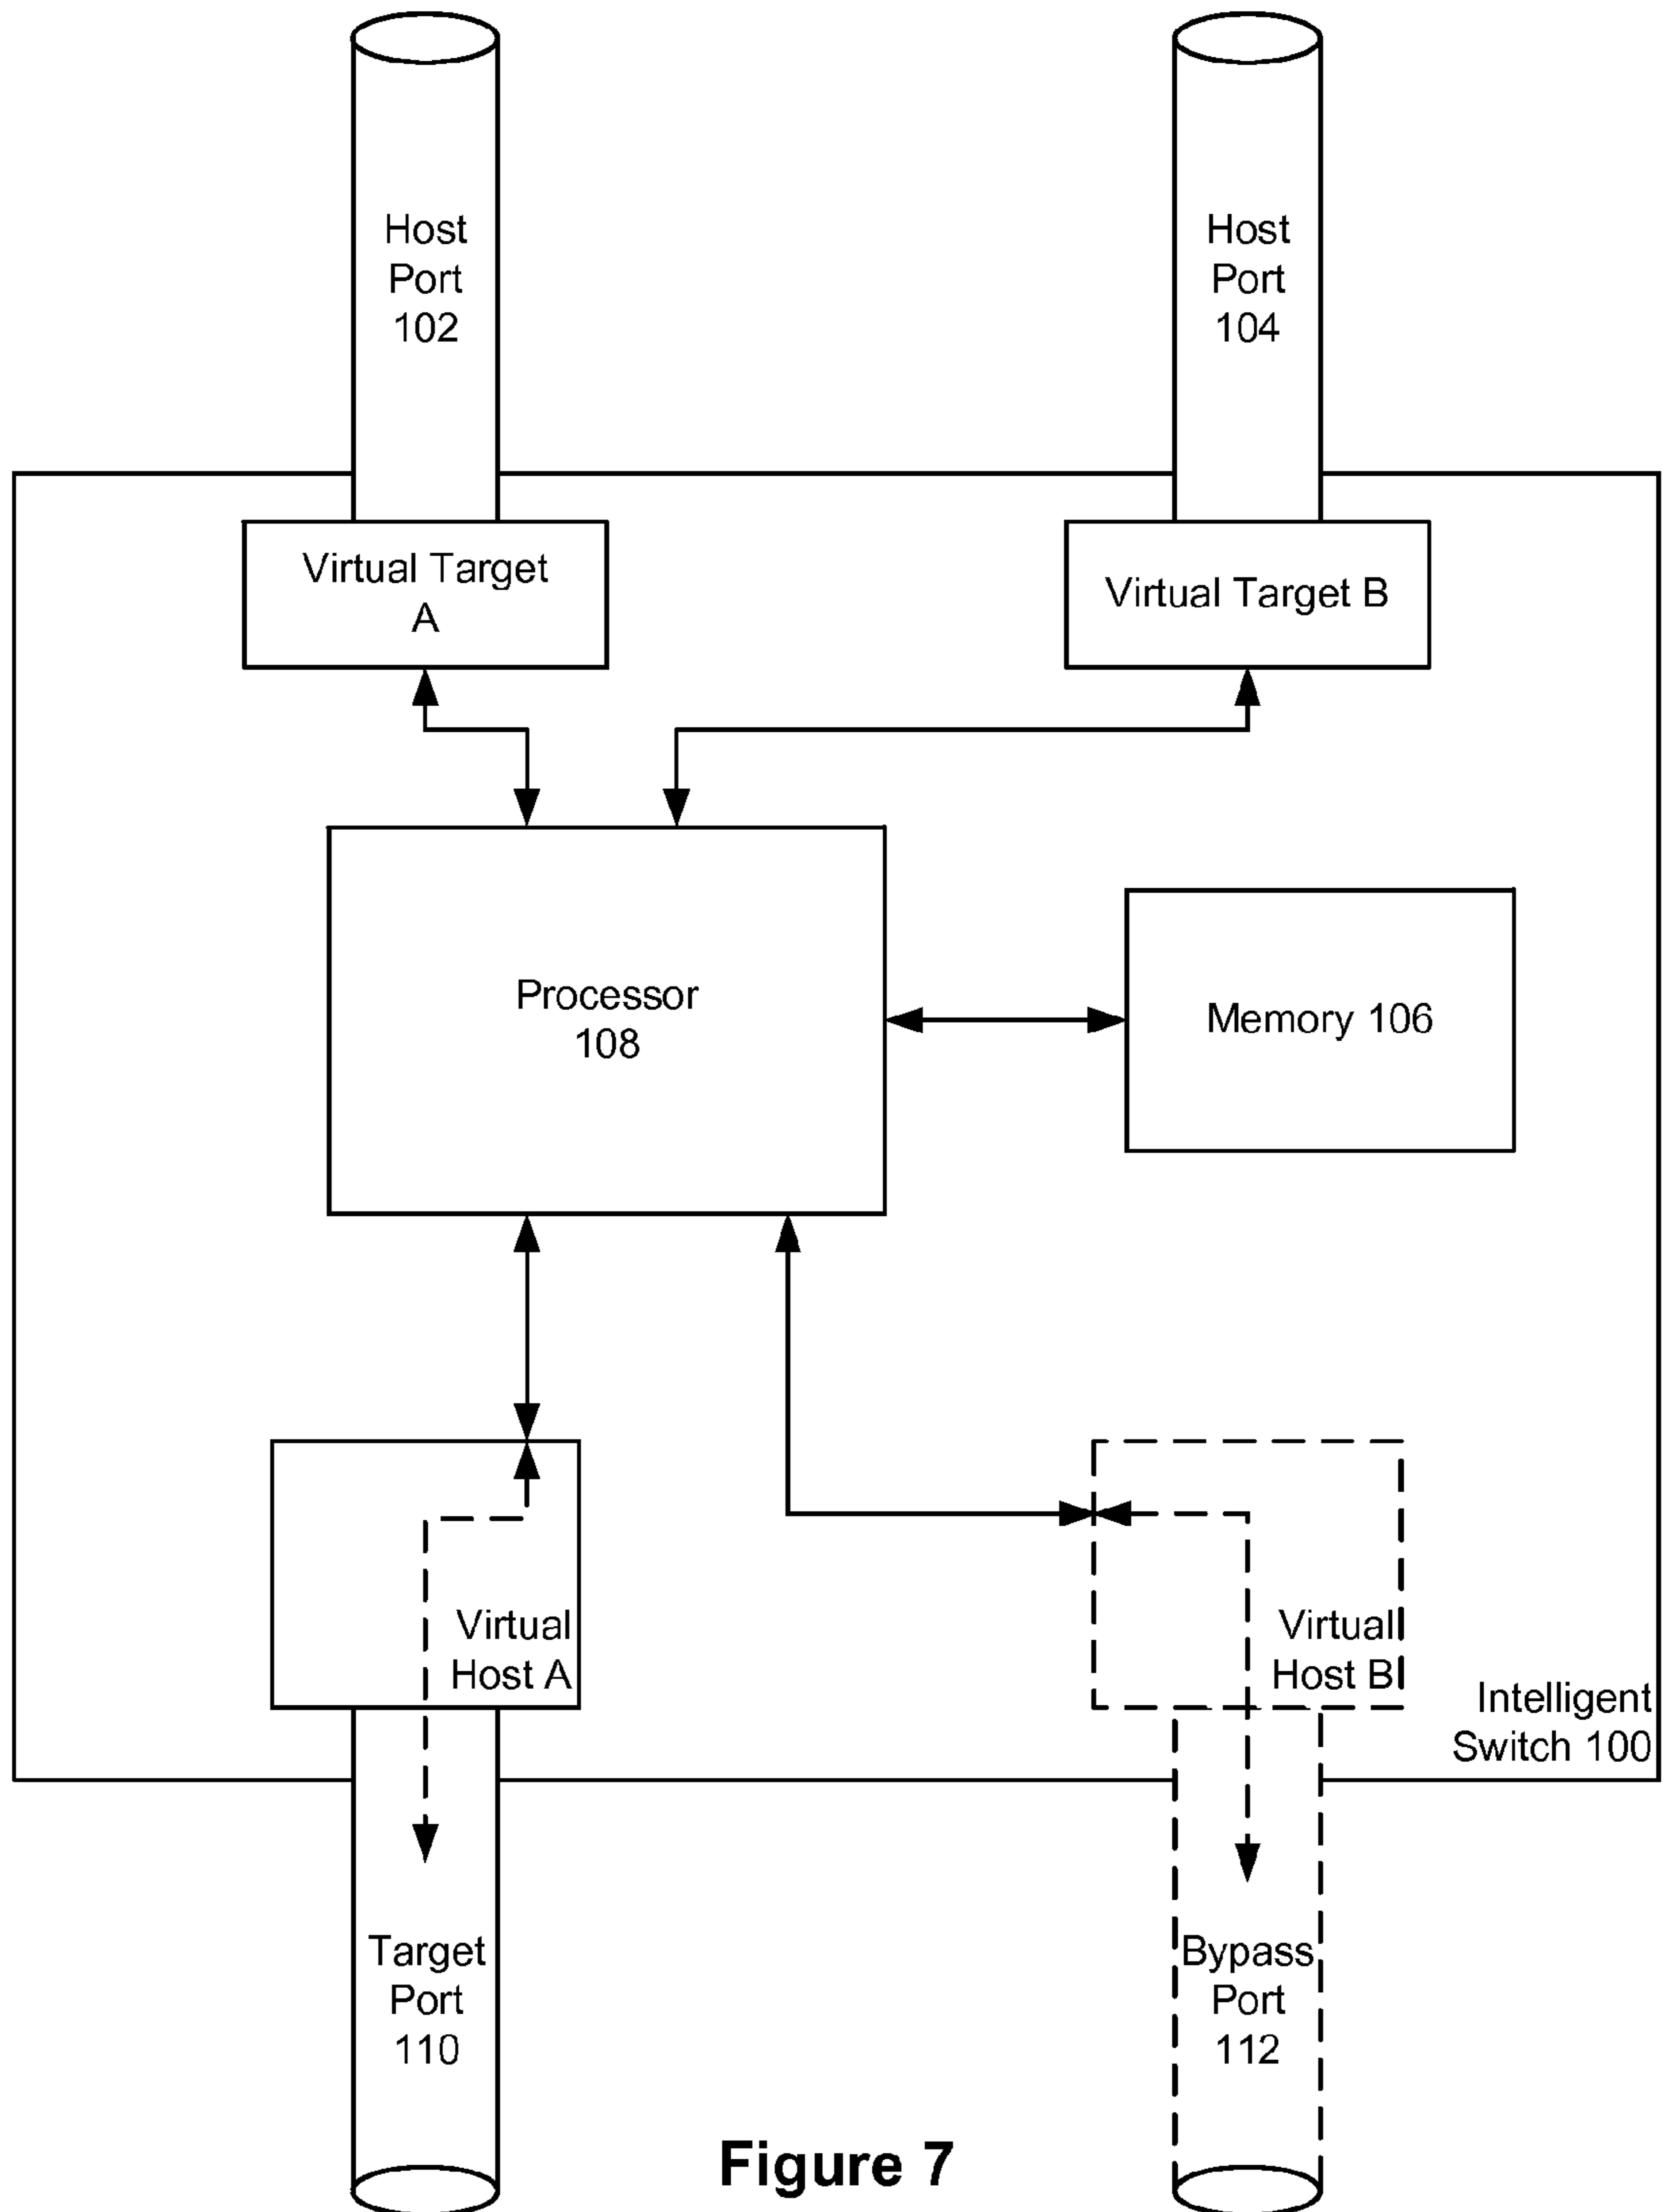 Host
Port
102
Host
Port
104
Virtual Target
A
Virtual Target B
Processor
108
Memory 106
Virtual
Host A
Virtual
Host B
Intelligent
Switch 100
Target
Port
110
Bypass
Port
112
Figure 7